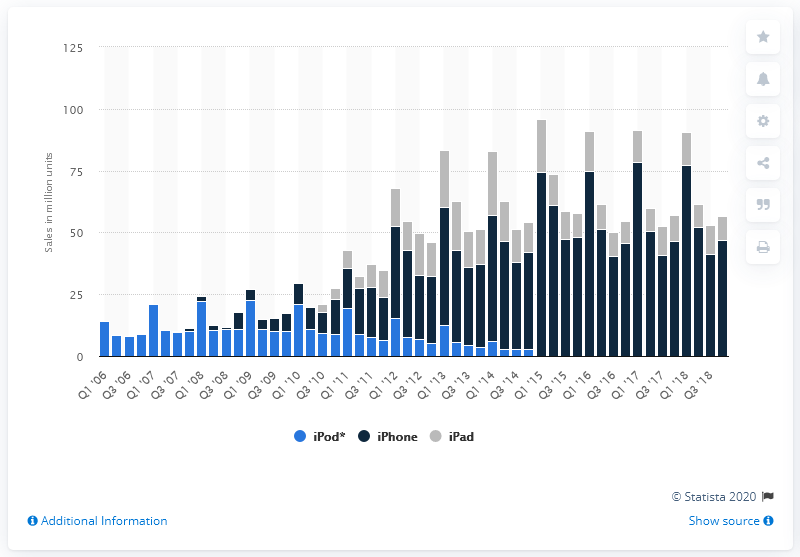 125
100
75
50
25
0
Sales in million units
Q1 '06
Q3 '06
Q1 '07
Q3 '07
Q1 '08
Q3 '08
Q1 '09
Q3 '09
Q1 '10
Q3 '10
Q1 '11
Q3 '11
Q1 '12
Q3 '12
Q1 '13
Q3 '13
Q1 '14
Q3 '14
Q1 '15
Q3 '15
Q1 '16
Q3 '16
Q1 '17
Q3 '17
Q1 '18
Q3 '18
iPod* iPhone iPad
© Statista 2020
Additional Information
Show source